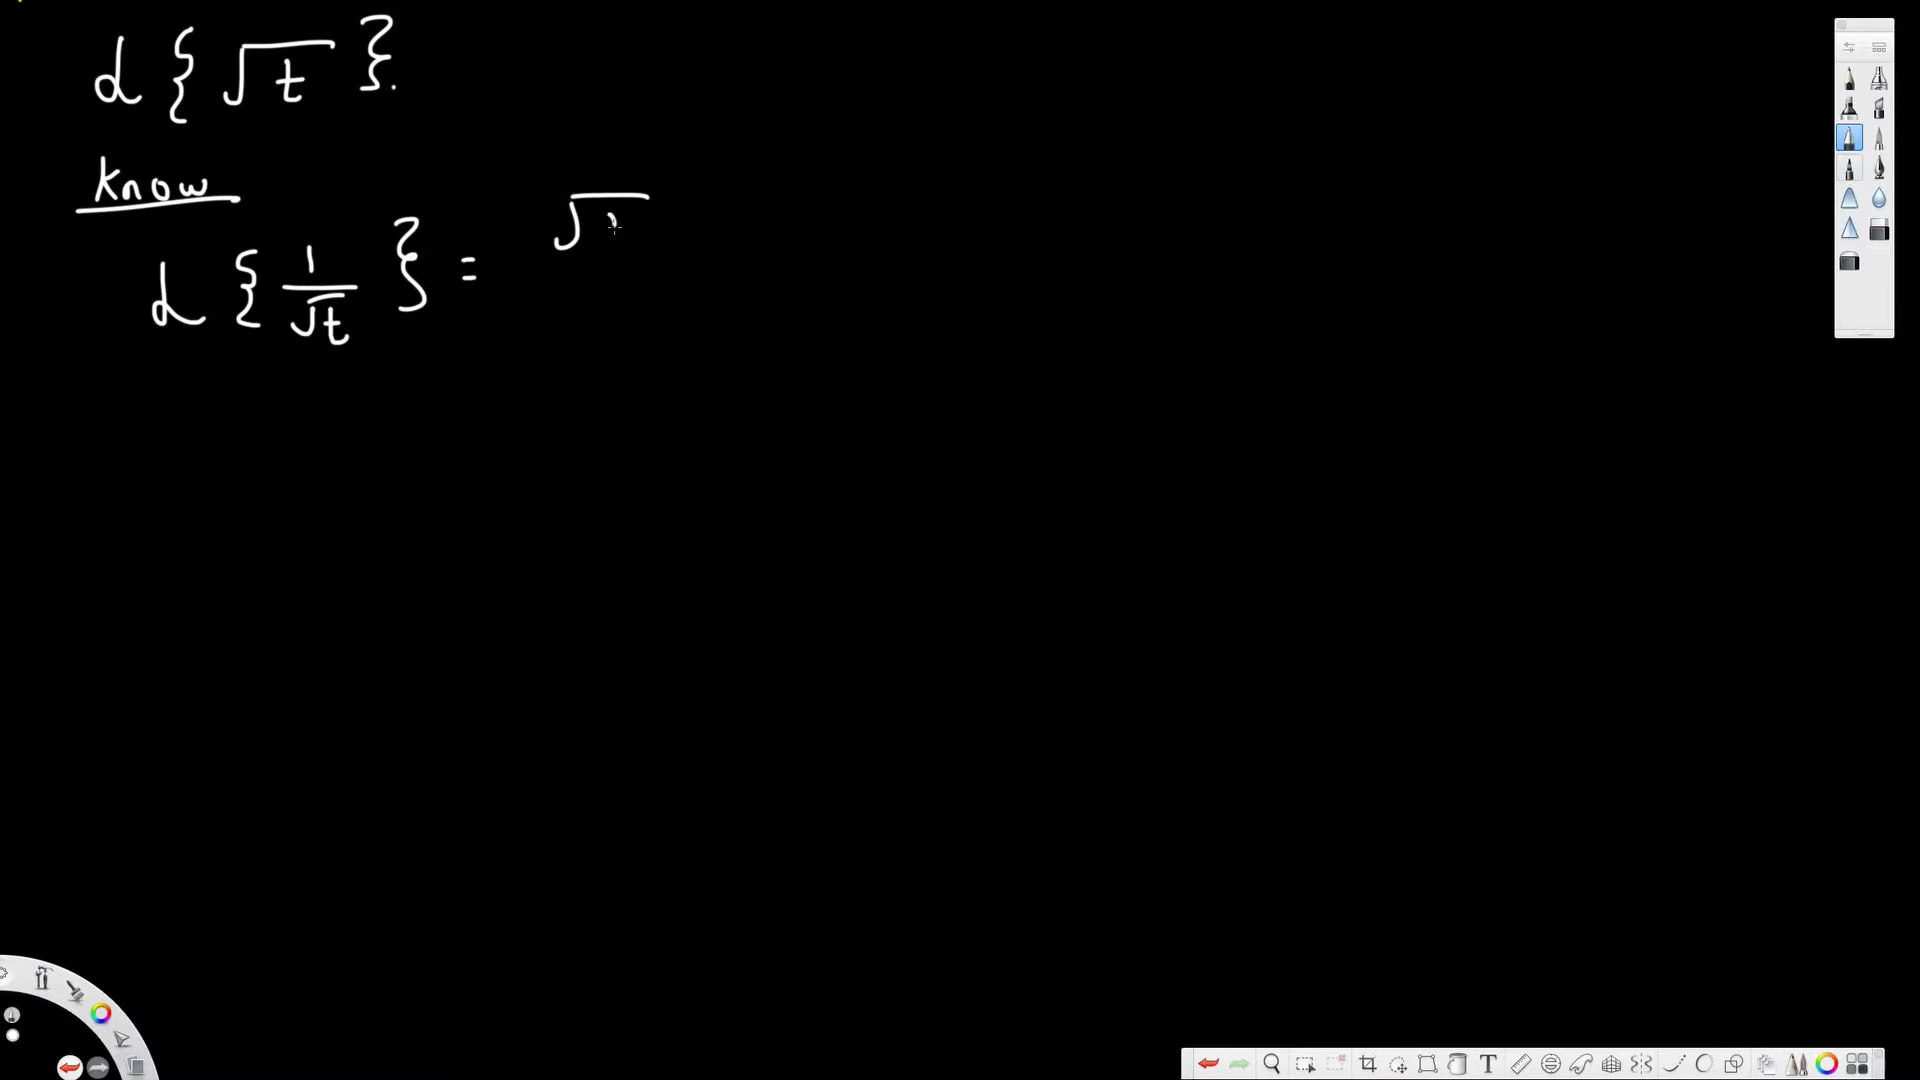 ℒ { √t }.
Know
ℒ { 1/√t } = √